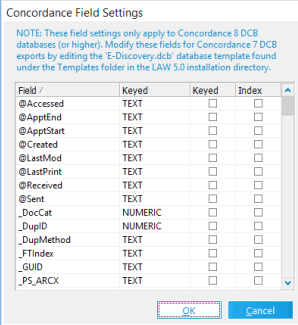 Concordance Field Settings
NOTE: These field settings only apply to Concordance 8 DCB
databases (or higher). Modify these fields for Concordance 7 DCB
exports by editing the 'E-Discovery.dcb' database template found
under the Templates folder in the LAW 5.0 installation directory.
Field / Keyed Keyed Index
@Accessed TEXT
@ApptEnd TEXT
@ApptStart TEXT
@Created TEXT
@LastMod TEXT
@LastPrint TEXT
@Received TEXT
@Sent TEXT
_DocCat NUMERIC
_DupID NUMERIC
_DupMethod TEXT
_FTIndex TEXT
_GUID TEXT
_PS_ARCX TEXT
OK Cancel